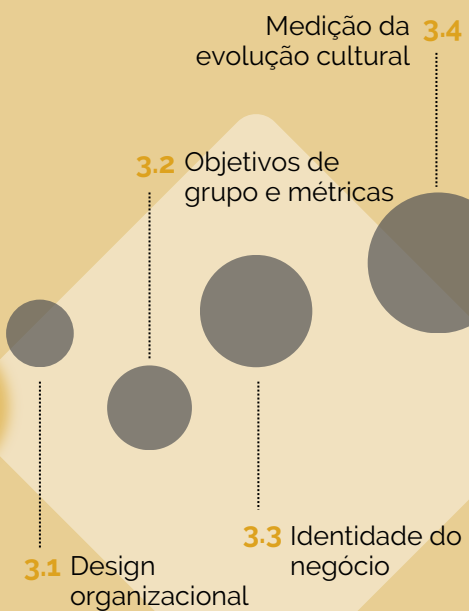 Medição da 3.4
evolução cultural
3.2 Objetivos de
grupo e métricas
3.3 Identidade do
negócio
3.1 Design
organizacional